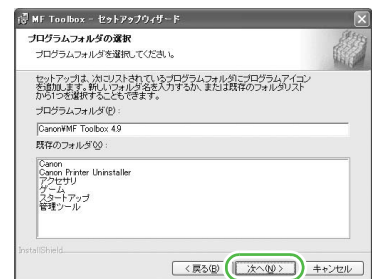 MF Toolbox - セットアップウィザード
プログラムフォルダの選択
プログラムフォルダを選択してください。
セットアップは、次にリストされているプログラムフォルダにプログラムアイコン
を追加します。新しいフォルダ名を入力するか、または既存のフォルダリスト
から1つを選択することもできます。
プログラムフォルダ(P):
Canon¥MF Toolbox 4.9
既存のフォルダ(X):
Canon
Canon Printer Uninstaller
アクセサリ
ゲーム
スタートアップ
管理ツール
InstallShield
< 戻る(B)
次へ(N) >
キャンセル